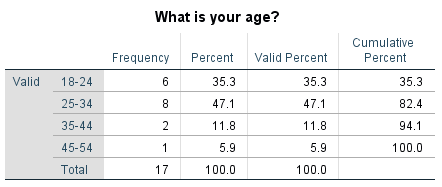 What is your age?
Frequency Percent Valid Percent Cumulative Percent
Valid 18-24 6 35.3 35.3 35.3
25-34 8 47.1 47.1 82.4
35-44 2 11.8 11.8 94.1
45-54 1 5.9 5.9 100.0
Total 17 100.0 100.0